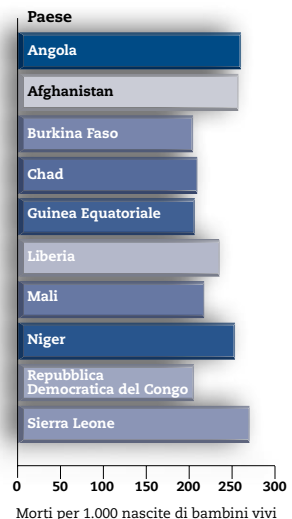 Paese
Angola
Afghanistan
Burkina Faso
Chad
Guinea Equatoriale
Liberia
Mali
Niger
Repubblica
Democratica del Congo
Sierra Leone
0 50 100 150 200 250 300
Morti per 1.000 nascite di bambini vivi